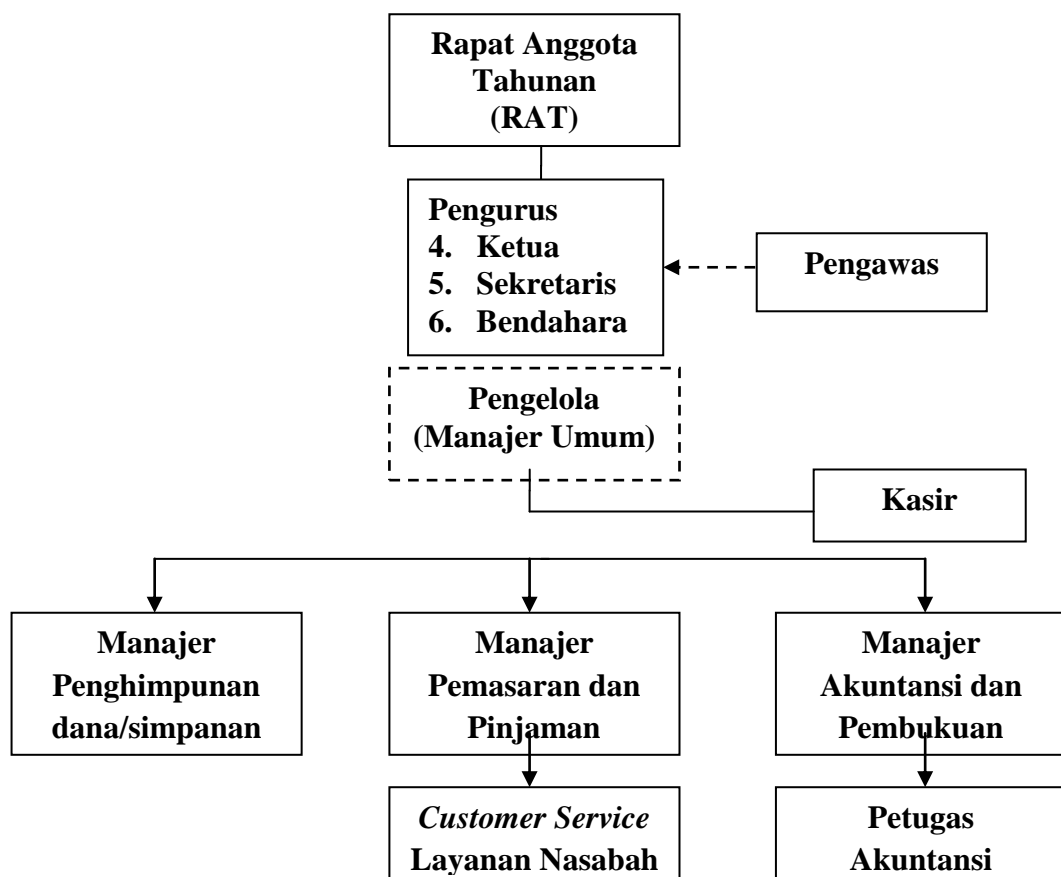 Rapat Anggota
Tahunan
(RAT)
Pengurus
4. Ketua
5. Sekretaris
6. Bendahara
Pengawas
Pengelola
(Manajer Umum)
Kasir
Manajer
Penghimpunan
dana/simpanan
Manajer
Pemasaran dan
Pinjaman
Manajer
Akuntansi dan
Pembukuan
Customer Service
Layanan Nasabah
Petugas
Akuntansi